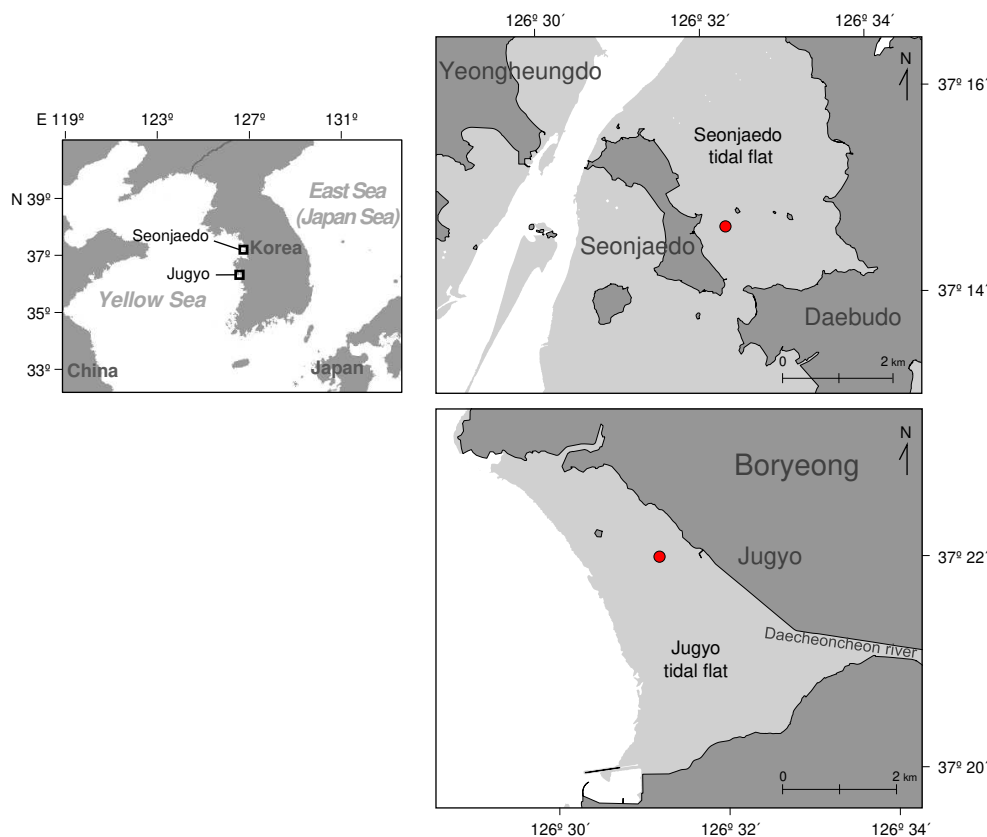 E 119º 123º 127º 131º
N 39º
37º
35º
33º
East Sea
(Japan Sea)
Seonjaedo
Korea
Jugyo
Yellow Sea
China
Japan
126º 30´ 126º 32´ 126º 34´
Yeongheungdo
N
37º 16´
Seonjaedo
tidal flat
Seonjaedo
37º 14´
Daebudo
0 2 km
N
Boryeong
Jugyo
37º 22´
Daecheoncheon river
Jugyo
tidal flat
37º 20´
0 2 km
126º 30´ 126º 32´ 126º 34´